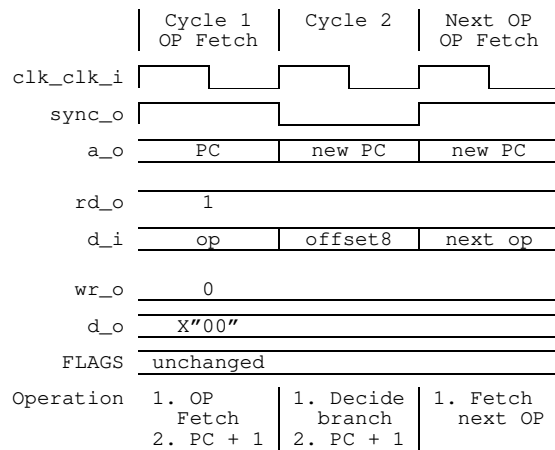 Cycle 1 Cycle 2 Next OP
OP Fetch OP Fetch
clk_clk_i
sync_o
a_o PC new PC new PC
rd_o 1
d_i op offset8 next op
wr_o 0
d_o X"00"
FLAGS unchanged
Operation 1. OP 1. Decide 1. Fetch
Fetch branch next OP
2. PC + 1 2. PC + 1